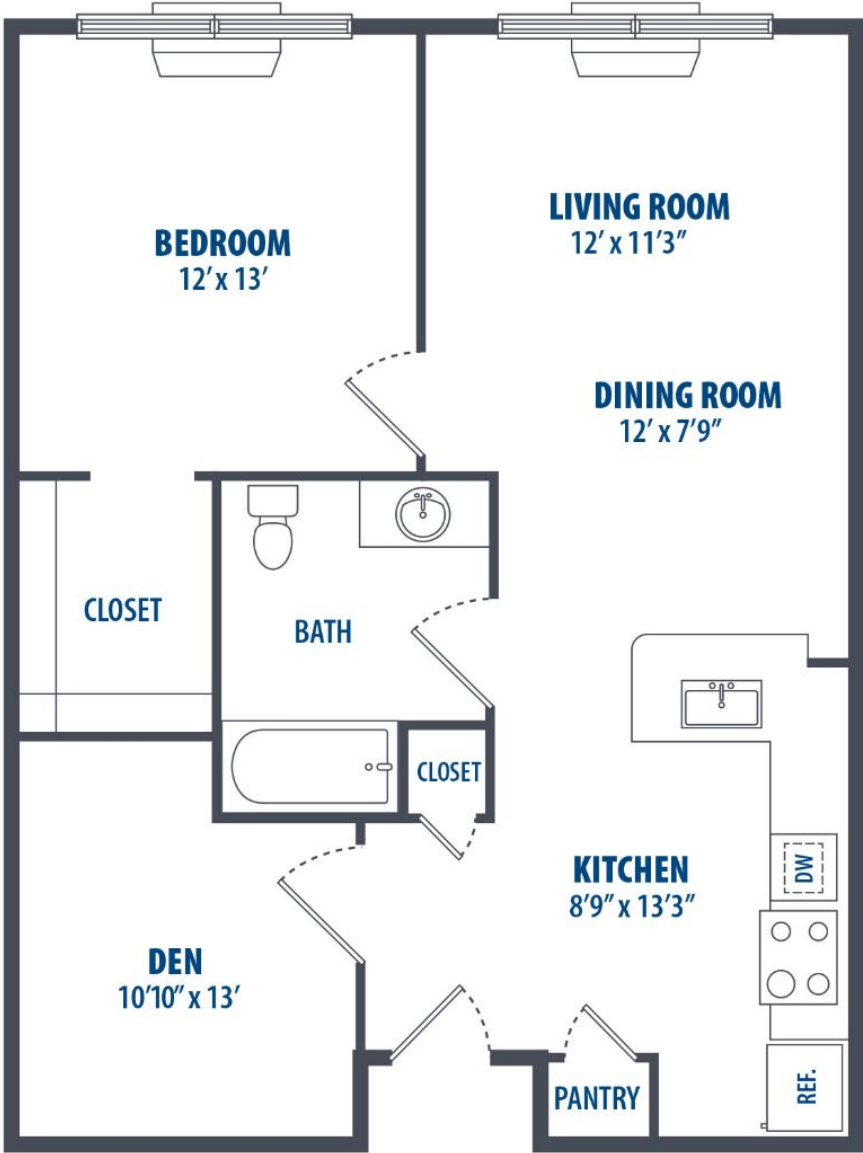 BEDROOM
12' x 13'
LIVING ROOM
12' x 11'3"
DINING ROOM
12' x 7'9"
CLOSET
BATH
CLOSET
KITCHEN
8'9" x 13'3"
DW
DEN
10'10" x 13'
PANTRY
REF.